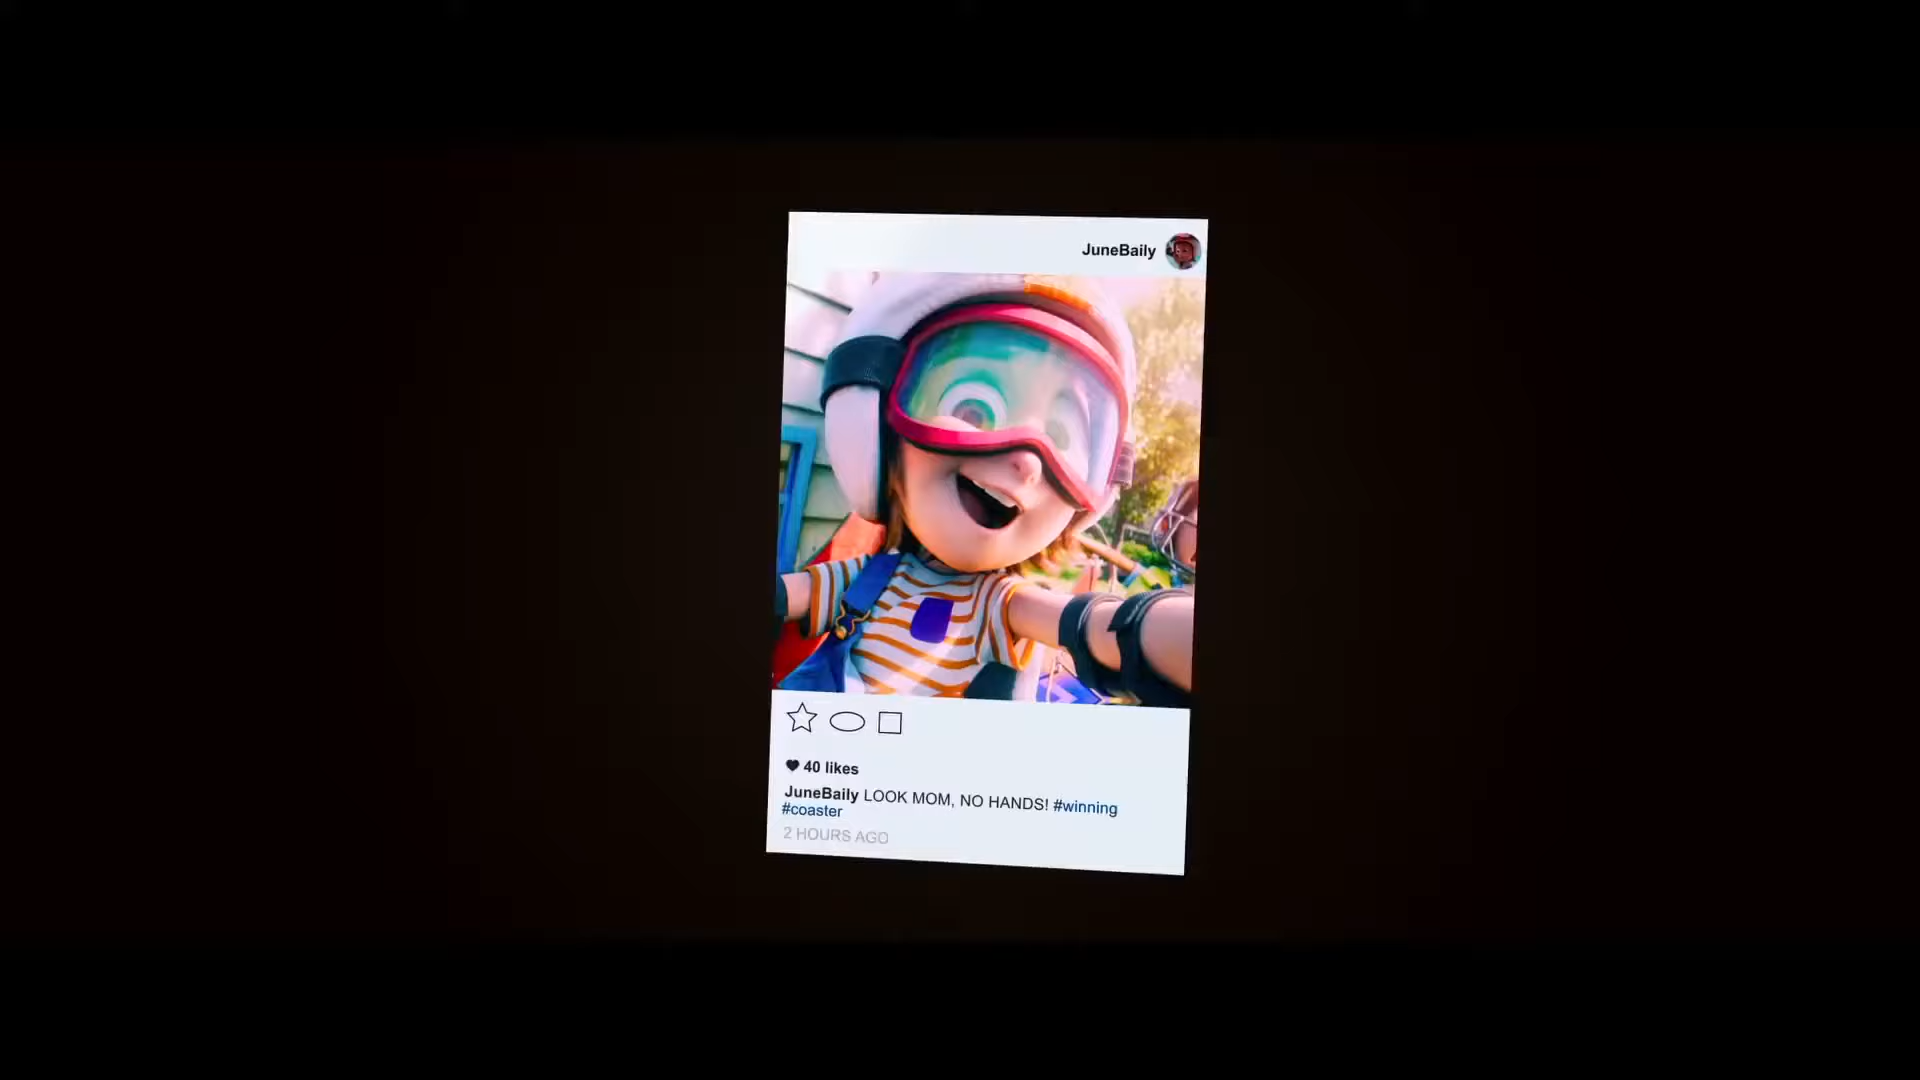 JuneBaily
40 likes
JuneBaily LOOK MOM, NO HANDS! #winning
#coaster
2 HOURS AGO